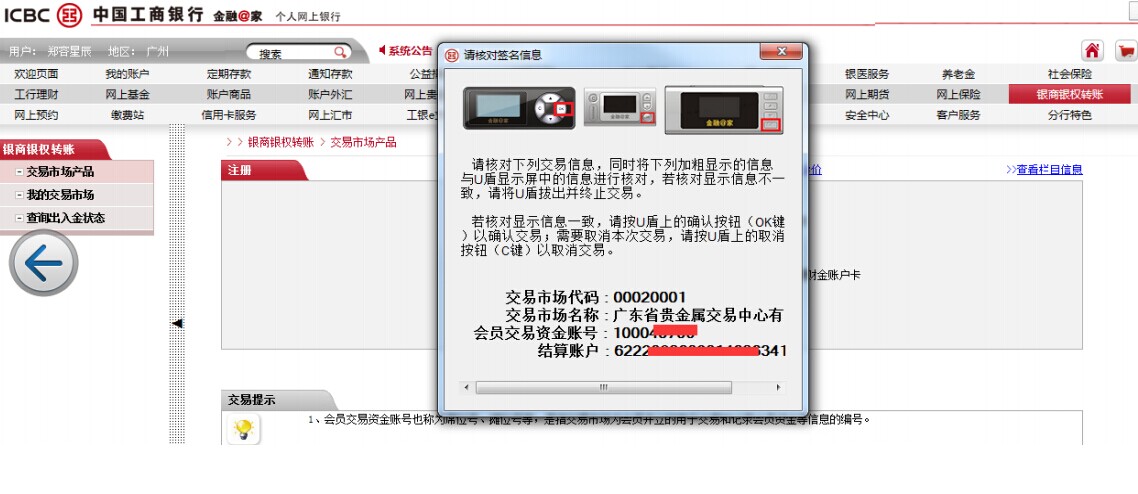 ICBC 中国工商银行 金融@家 个人网上银行
用户： 郑容星辰 地区： 广州
搜索
系统公告
欢迎页面 我的账户 定期存款 通知存款 银医服务 养老金 社会保险
工行理财 网上基金 账户商品 账户外汇 网上期货 网上保险 银商银权转账
网上预约 缴费站 信用卡服务 网上汇市 安全中心 客户服务 分行特色
银商银权转账
交易市场产品
我的交易市场
查询出入金状态
>> 银商银权转账 > 交易市场产品
注册
>>查看栏目信息
财金账户卡
请核对签名信息
金融@家
金融@家
金融@家
请核对下列交易信息，同时将下列加粗显示的信息
与U盾显示屏中的信息进行核对，若核对显示信息不一
致，请将U盾拔出并终止交易。
若核对显示信息一致，请按U盾上的确认按钮（OK键
）以确认交易；需要取消本次交易，请按U盾上的取消
按钮（C键）以取消交易。
交易市场代码：00020001
交易市场名称：广东省贵金属交易中心有
会员交易资金账号：1000
结算账户：622 341
交易提示
1、会员交易资金账号也称为席位号、摊位号等，是指交易市场为会员开立的用于交易和记录会员资金等信息的编号。